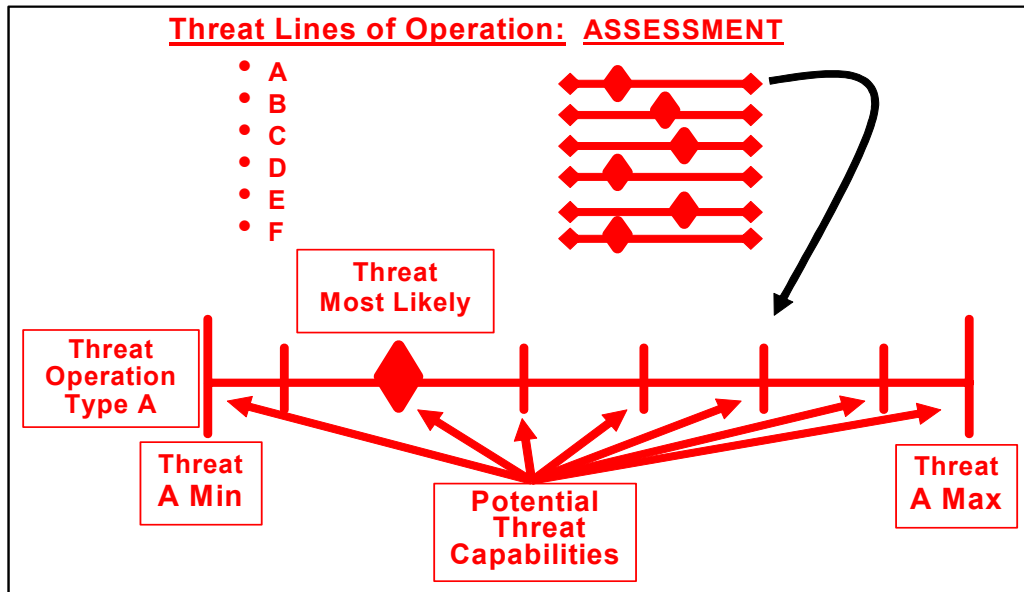 Threat Lines of Operation: ASSESSMENT
• A
• B
• C
• D
• E
• F
Threat
Most Likely
Threat
Operation
Type A
Threat
A Min
Potential
Threat
Capabilities
Threat
A Max